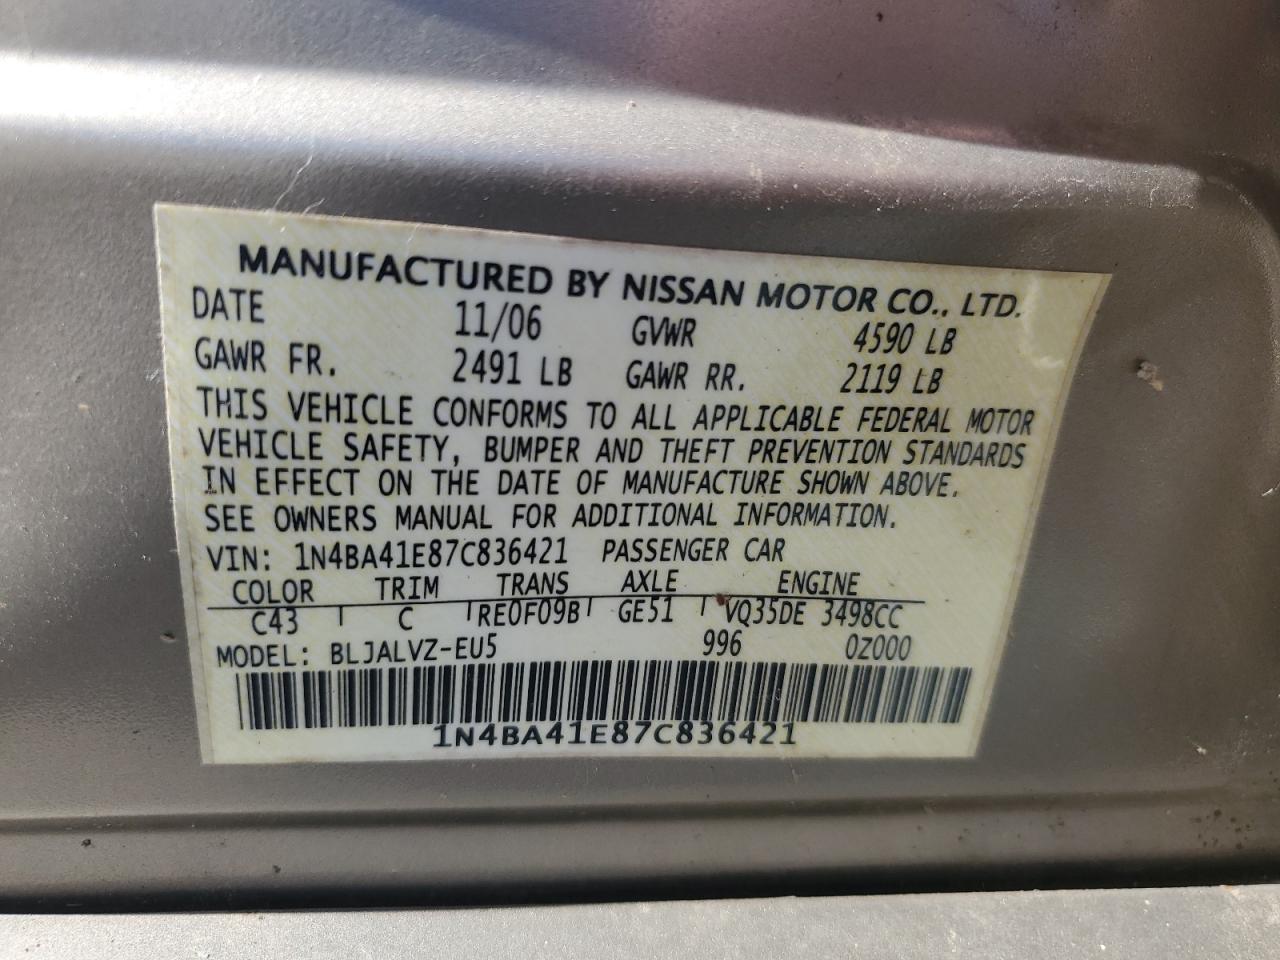 MANUFACTURED BY NISSAN MOTOR CO., LTD.
DATE 11/06 GVWR 4590 LB
GAWR FR. 2491 LB GAWR RR. 2119 LB
THIS VEHICLE CONFORMS TO ALL APPLICABLE FEDERAL MOTOR
VEHICLE SAFETY, BUMPER AND THEFT PREVENTION STANDARDS
IN EFFECT ON THE DATE OF MANUFACTURE SHOWN ABOVE.
SEE OWNERS MANUAL FOR ADDITIONAL INFORMATION.
VIN: 1N4BA41E87C836421 PASSENGER CAR
COLOR TRIM TRANS AXLE ENGINE
C43 C RE0F09B GE51 VQ35DE 3498CC
MODEL: BLJALVZ-EU5 996 0Z000
1N4BA41E87C836421